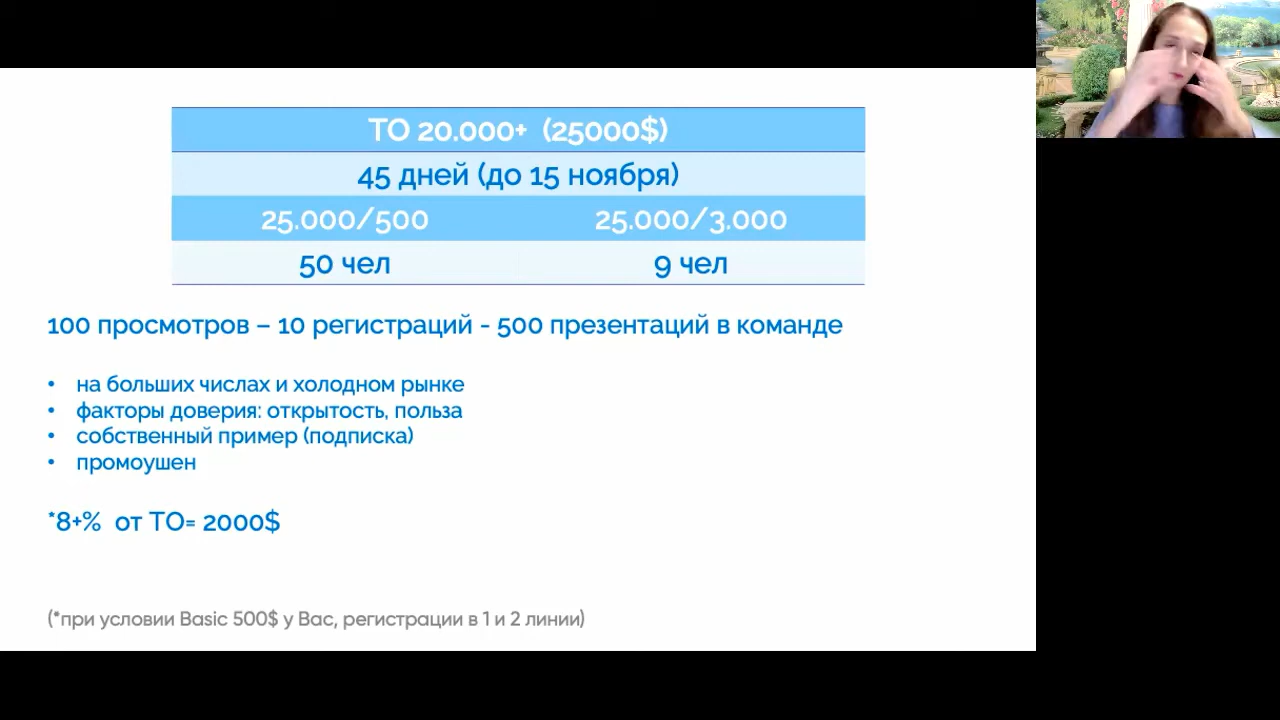 ТО 20.000+ (25000$)
45 дней (до 15 ноября)
25.000/500 25.000/3.000
50 чел 9 чел
100 просмотров – 10 регистраций - 500 презентаций в команде
• на больших числах и холодном рынке
• факторы доверия: открытость, польза
• собственный пример (подписка)
• промоушен
*8+% от ТО= 2000$
(*при условии Basic 500$ у Вас, регистрации в 1 и 2 линии)